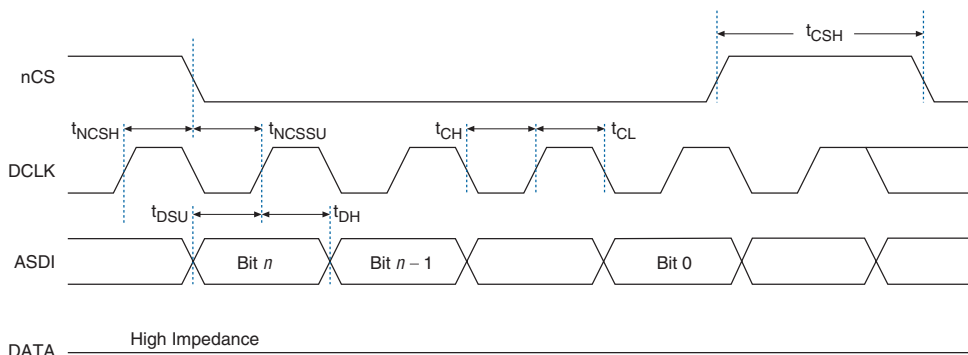 tCSH
nCS
tNCSH
tNCSSU
tCH
tCL
DCLK
tDSU
tDH
ASDI
Bit n
Bit n – 1
Bit 0
High Impedance
DATA